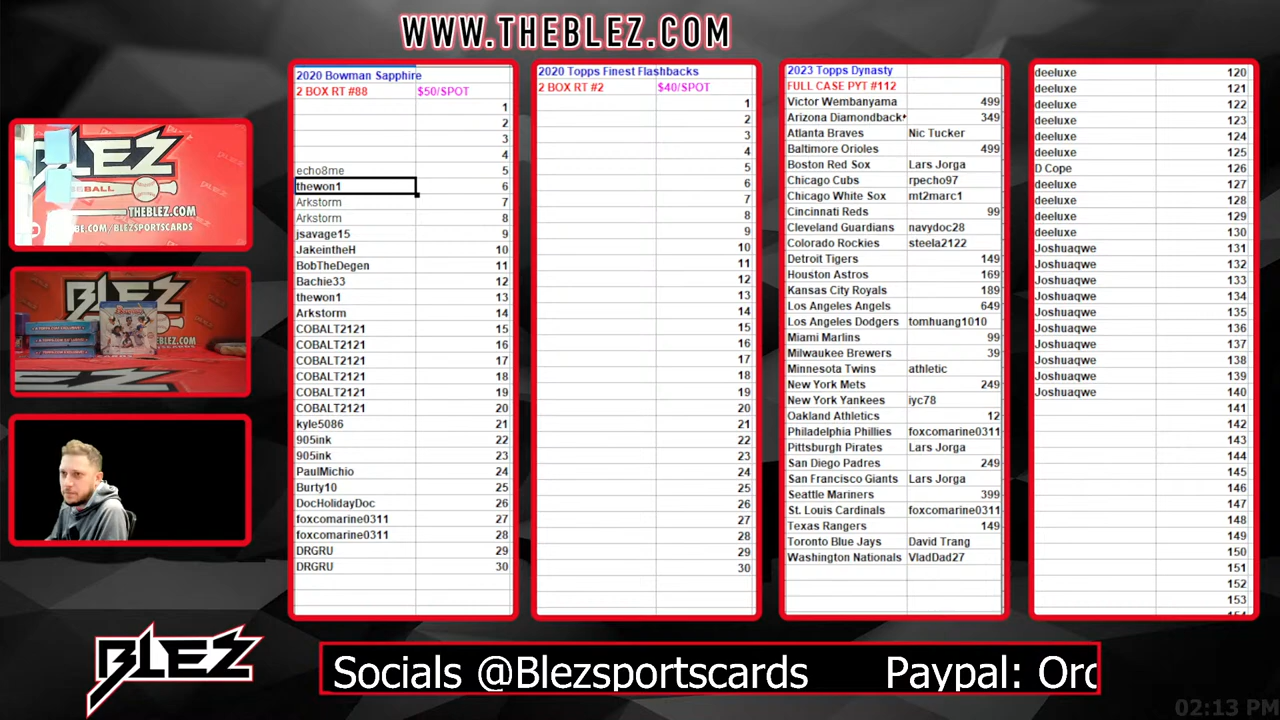 WWW.THEBLEZ.COM
2020 Bowman Sapphire
2 BOX RT #88 $50/SPOT
1
2
3
4
echo8me 5
thewon1 6
Arkstorm 7
Arkstorm 8
jsavage15 9
JakeintheH 10
BobTheDegen 11
Bachie33 12
thewon1 13
Arkstorm 14
COBALT2121 15
COBALT2121 16
COBALT2121 17
COBALT2121 18
COBALT2121 19
COBALT2121 20
kyle5086 21
905ink 22
905ink 23
PaulMichio 24
Burty10 25
DocHolidayDoc 26
foxcomarine0311 27
foxcomarine0311 28
DRGRU 29
DRGRU 30
2020 Topps Finest Flashbacks
2 BOX RT #2 $40/SPOT
1
2
3
4
5
6
7
8
9
10
11
12
13
14
15
16
17
18
19
20
21
22
23
24
25
26
27
28
29
30
2023 Topps Dynasty
FULL CASE PYT #112
Victor Wembanyama 499
Arizona Diamondback 349
Atlanta Braves Nic Tucker
Baltimore Orioles 499
Boston Red Sox Lars Jorga
Chicago Cubs rpecho97
Chicago White Sox mt2marc1
Cincinnati Reds 99
Cleveland Guardians navydoc28
Colorado Rockies steela2122
Detroit Tigers 149
Houston Astros 169
Kansas City Royals 189
Los Angeles Angels 649
Los Angeles Dodgers tomhuang1010
Miami Marlins 99
Milwaukee Brewers 39
Minnesota Twins athletic
New York Mets 249
New York Yankees iyc78
Oakland Athletics 12
Philadelphia Phillies foxcomarine0311
Pittsburgh Pirates Lars Jorga
San Diego Padres 249
San Francisco Giants Lars Jorga
Seattle Mariners 399
St. Louis Cardinals foxcomarine0311
Texas Rangers 149
Toronto Blue Jays David Trang
Washington Nationals VladDad27
deeluxe 120
deeluxe 121
deeluxe 122
deeluxe 123
deeluxe 124
deeluxe 125
D Cope 126
deeluxe 127
deeluxe 128
deeluxe 129
deeluxe 130
Joshuaqwe 131
Joshuaqwe 132
Joshuaqwe 133
Joshuaqwe 134
Joshuaqwe 135
Joshuaqwe 136
Joshuaqwe 137
Joshuaqwe 138
Joshuaqwe 139
Joshuaqwe 140
141
142
143
144
145
146
147
148
149
150
151
152
153
154
BLEZ
THEBLEZ.COM
BLEZ
BLEZ
Socials @Blezsportscards Paypal: Orc
02:13 PM